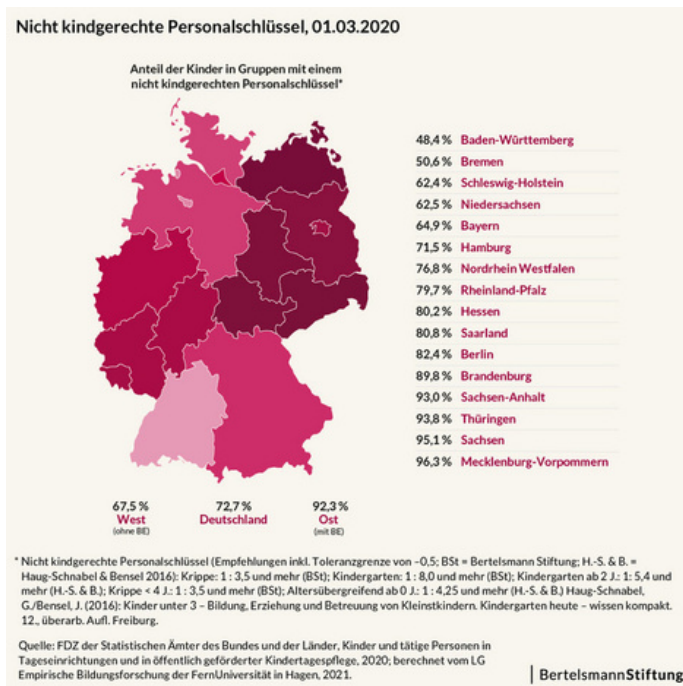 Nicht kindgerechte Personalschlüssel, 01.03.2020
Anteil der Kinder in Gruppen mit einem
nicht kindgerechten Personalschlüssel*
48,4 % Baden-Württemberg
50,6 % Bremen
62,4 % Schleswig-Holstein
62,5 % Niedersachsen
64,9 % Bayern
71,5 % Hamburg
76,8 % Nordrhein Westfalen
79,7 % Rheinland-Pfalz
80,2 % Hessen
80,8 % Saarland
82,4 % Berlin
89,8 % Brandenburg
93,0 % Sachsen-Anhalt
93,8 % Thüringen
95,1 % Sachsen
96,3 % Mecklenburg-Vorpommern
67,5 % 72,7 % 92,3 %
West Deutschland Ost
(ohne BE) (mit BE)
* Nicht kindgerechte Personalschlüssel (Empfehlungen inkl. Toleranzgrenze von –0,5; BSt = Bertelsmann Stiftung; H.-S. & B. =
Haug-Schnabel & Bensel 2016): Krippe: 1 : 3,5 und mehr (BSt); Kindergarten: 1 : 8,0 und mehr (BSt); Kindergarten ab 2 J.: 1: 5,4 und
mehr (H.-S. & B.); Krippe < 4 J.: 1 : 3,5 und mehr (BSt); Altersübergreifend ab 0 J.: 1 : 4,25 und mehr (H.-S. & B.) Haug-Schnabel,
G./Bensel, J. (2016): Kinder unter 3 – Bildung, Erziehung und Betreuung von Kleinstkindern. Kindergarten heute – wissen kompakt.
12., überarb. Aufl. Freiburg.
Quelle: FDZ der Statistischen Ämter des Bundes und der Länder, Kinder und tätige Personen in
Tageseinrichtungen und in öffentlich geförderter Kindertagespflege, 2020; berechnet vom LG
Empirische Bildungsforschung der FernUniversität in Hagen, 2021.
BertelsmannStiftung